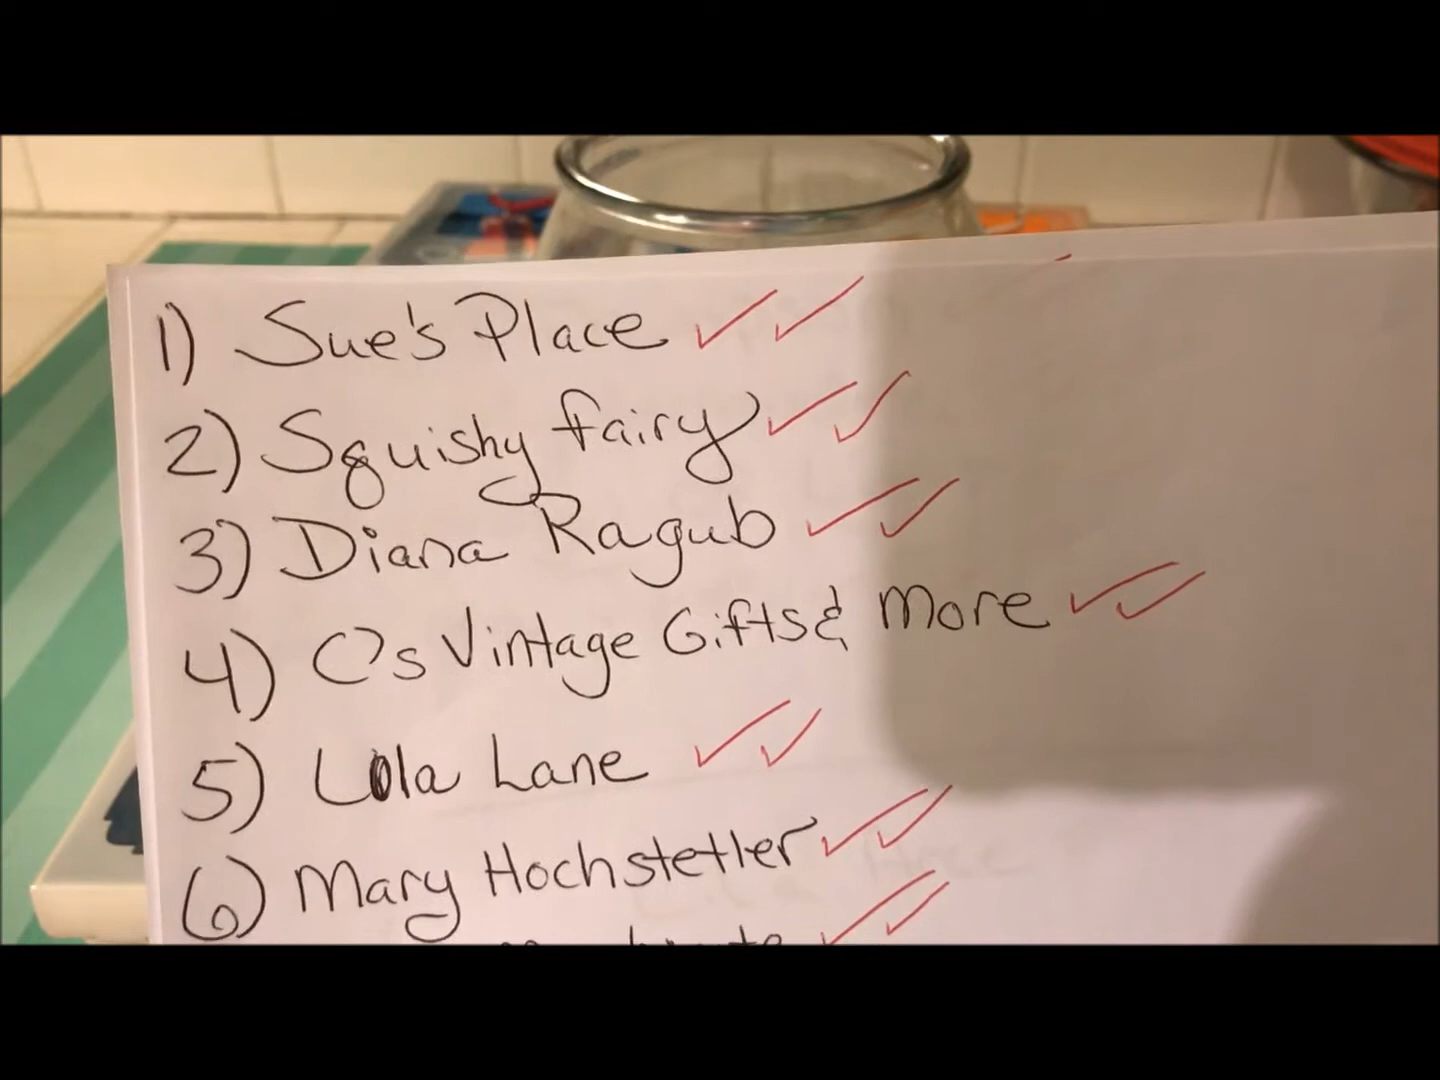 1) Sue's Place
2) Squishy fairy
3) Diana Ragub
4) C's Vintage Gifts & More
5) Lola Lane
6) Mary Hochstetler